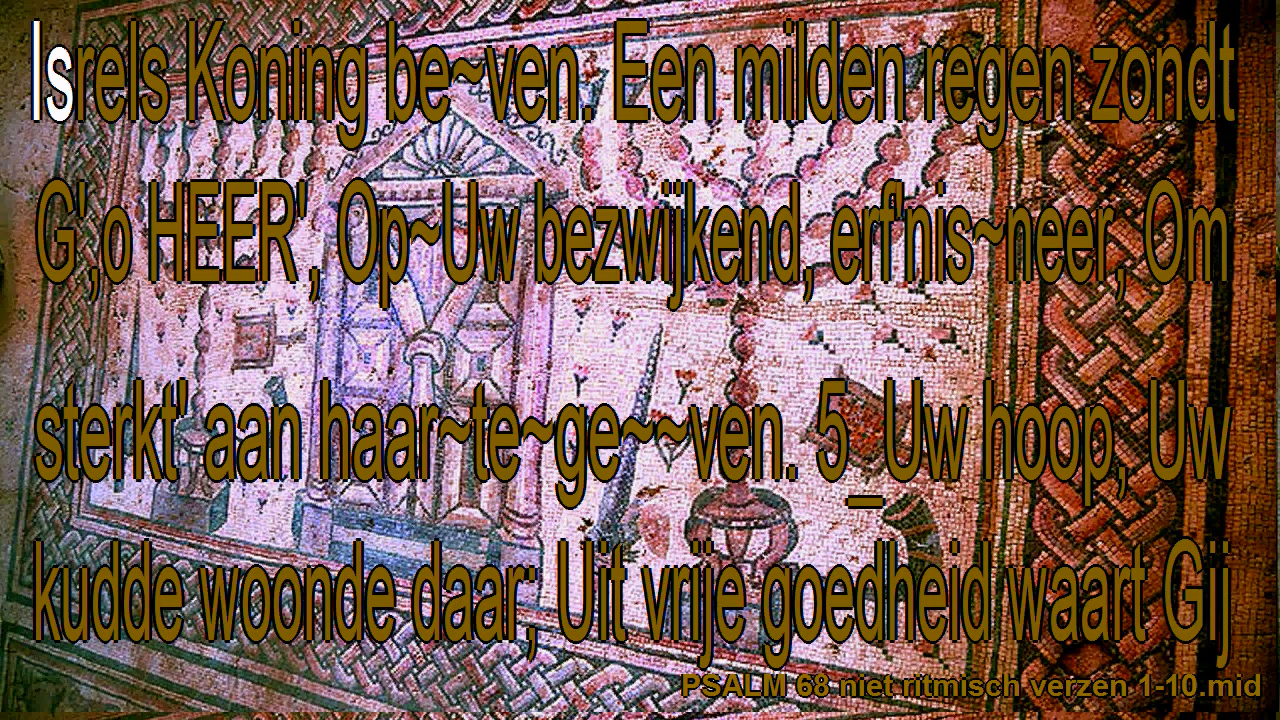 Isrels Koning be~ven. Een milden regen zondt
G',o HEER', Op~Uw bezwijkend, erf'nis~neer, Om
sterkt' aan haar~te~ge~~ven. 5_Uw hoop, Uw
kudde woonde daar; Uit vrije goedheid waart Gij
PSALM 68 niet ritmisch verzen 1-10.mid